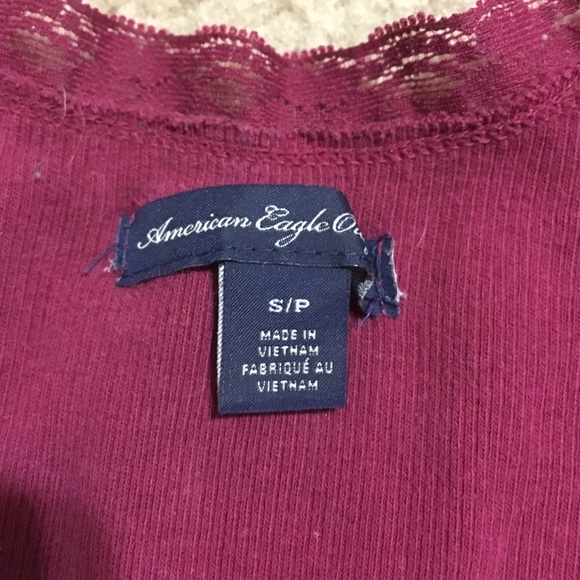 American Eagle
S/P
MADE IN
VIETNAM
FABRIQUÉ AU
VIETNAM